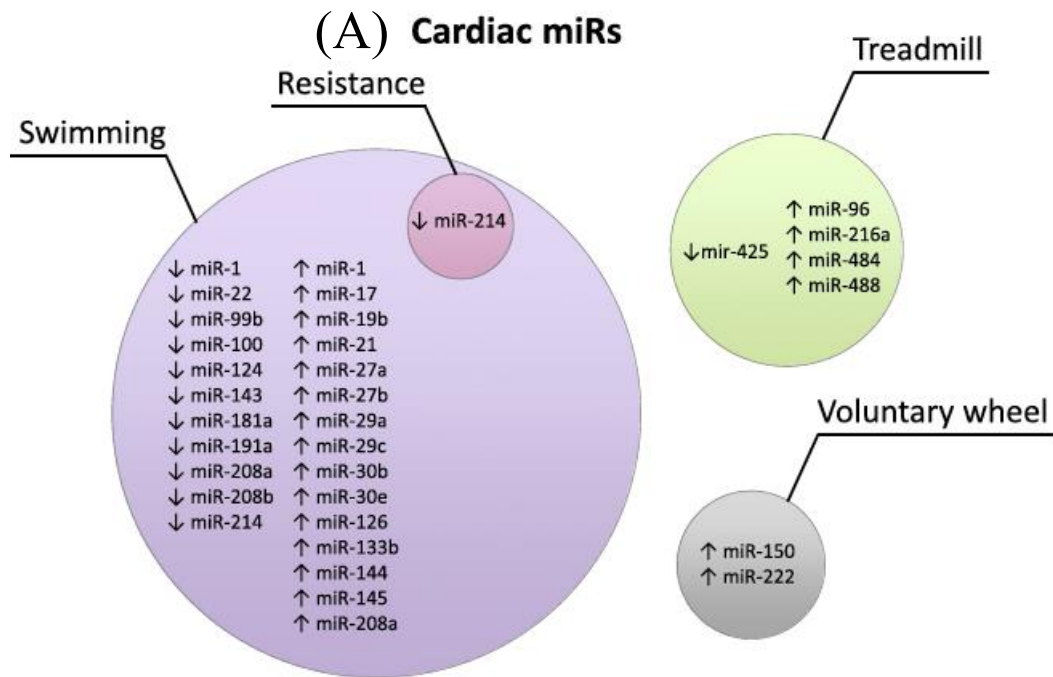 (A) Cardiac miRs
Treadmill
Resistance
Swimming
↓ miR-214
↓ miR-1
↓ miR-22
↓ miR-99b
↓ miR-100
↓ miR-124
↓ miR-143
↓ miR-181a
↓ miR-191a
↓ miR-208a
↓ miR-208b
↓ miR-214
↑ miR-1
↑ miR-17
↑ miR-19b
↑ miR-21
↑ miR-27a
↑ miR-27b
↑ miR-29a
↑ miR-29c
↑ miR-30b
↑ miR-30e
↑ miR-126
↑ miR-133b
↑ miR-144
↑ miR-145
↑ miR-208a
↓mir-425
↑ miR-96
↑ miR-216a
↑ miR-484
↑ miR-488
Voluntary wheel
↑ miR-150
↑ miR-222